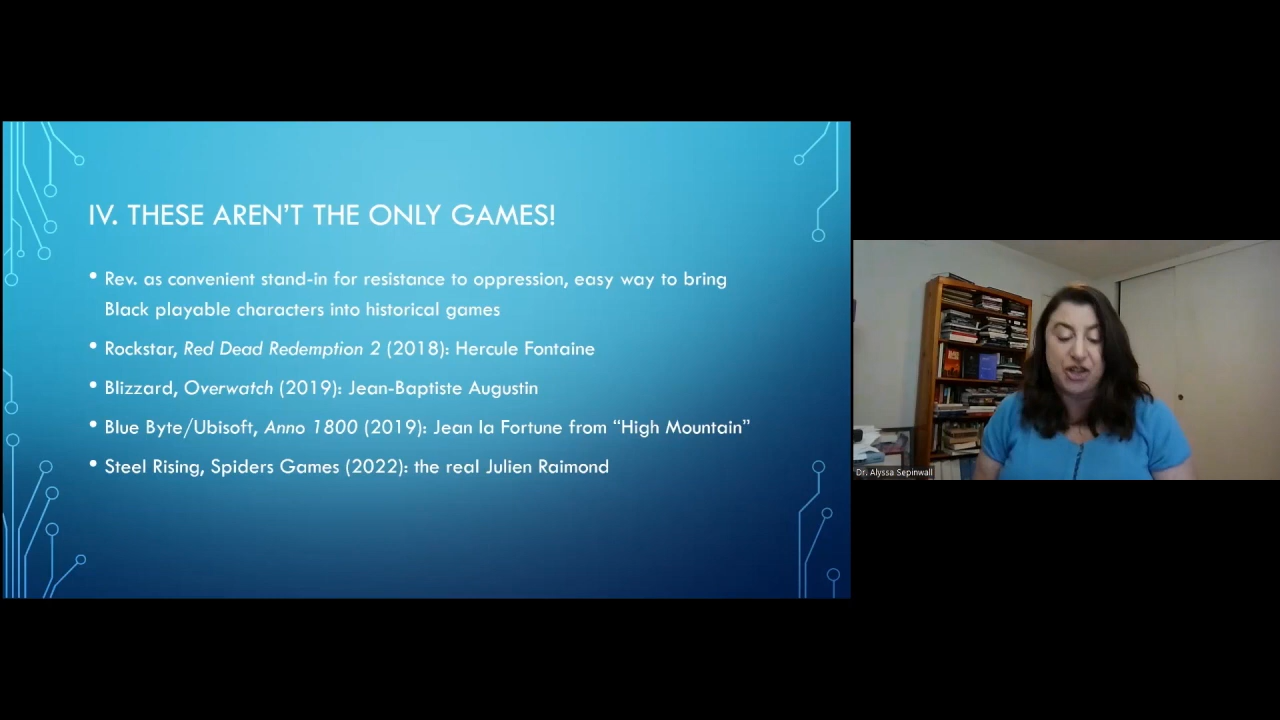 IV. THESE AREN'T THE ONLY GAMES!
• Rev. as convenient stand-in for resistance to oppression, easy way to bring
Black playable characters into historical games
• Rockstar, Red Dead Redemption 2 (2018): Hercule Fontaine
• Blizzard, Overwatch (2019): Jean-Baptiste Augustin
• Blue Byte/Ubisoft, Anno 1800 (2019): Jean la Fortune from “High Mountain”
• Steel Rising, Spiders Games (2022): the real Julien Raimond
Dr. Alyssa Sepinwall